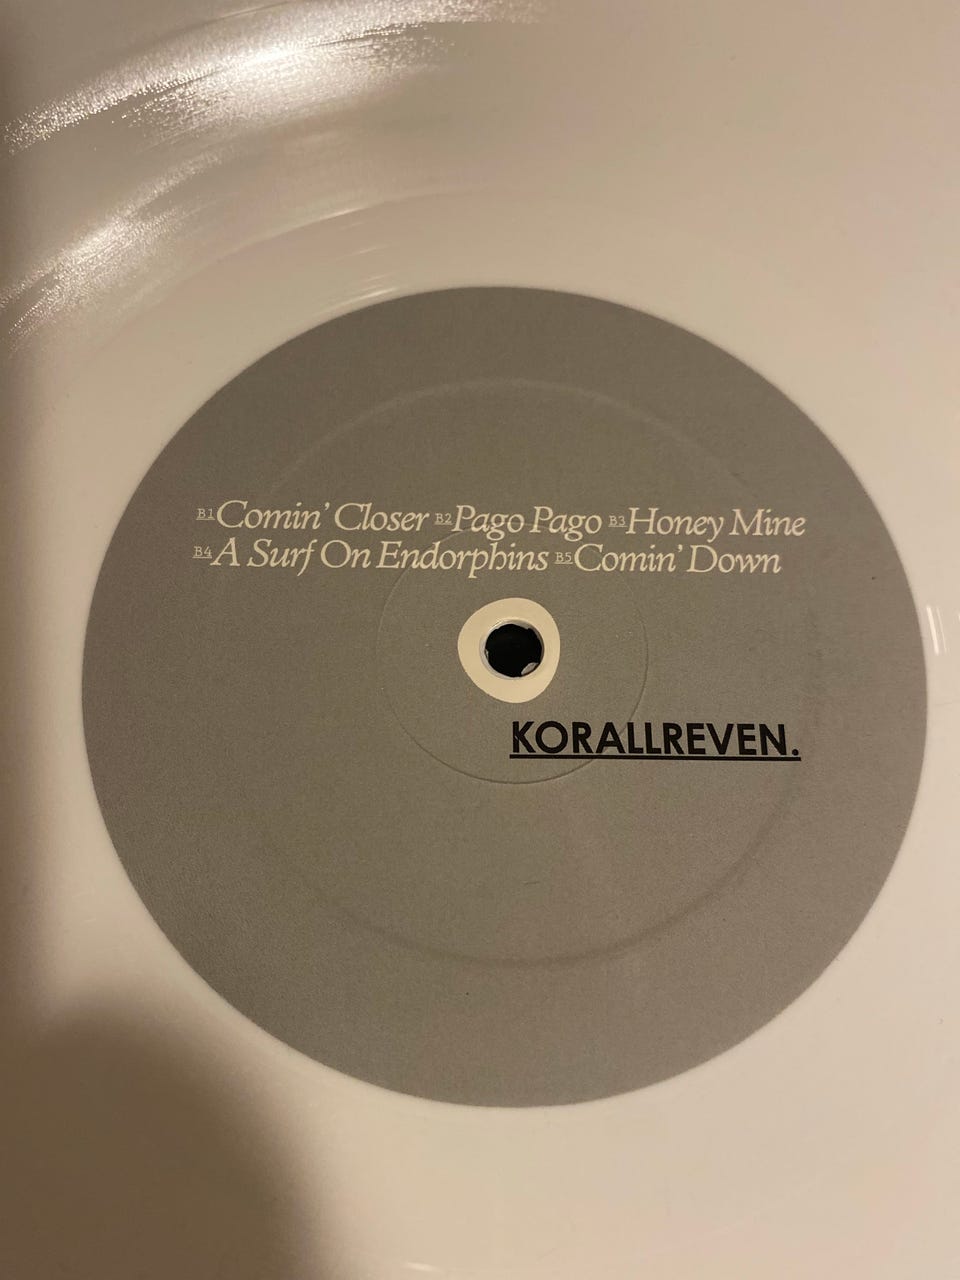 B1 Comin' Closer B2 Pago Pago B3 Honey Mine
B4 A Surf On Endorphins B5 Comin' Down
KORALLREVEN.